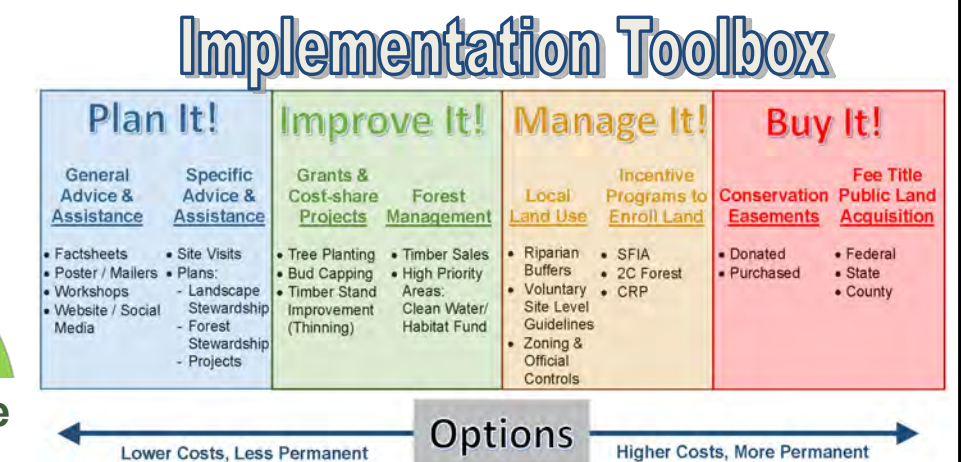 Implementation Toolbox
Plan It!
General
Advice &
Assistance
• Factsheets
• Poster / Mailers
• Workshops
• Website / Social
Media
Specific
Advice &
Assistance
• Site Visits
• Plans:
- Landscape
Stewardship
- Forest
Stewardship
- Projects
Improve It!
Grants &
Cost-share
Projects
• Tree Planting
• Bud Capping
• Timber Stand
Improvement
(Thinning)
Forest
Management
• Timber Sales
• High Priority
Areas:
Clean Water/
Habitat Fund
Manage It!
Local
Land Use
• Riparian
Buffers
• Voluntary
Site Level
Guidelines
• Zoning &
Official
Controls
Incentive
Programs to
Enroll Land
• SFIA
• 2C Forest
• CRP
Buy It!
Conservation
Easements
• Donated
• Purchased
Fee Title
Public Land
Acquisition
• Federal
• State
• County
e
Options
Lower Costs, Less Permanent
Higher Costs, More Permanent